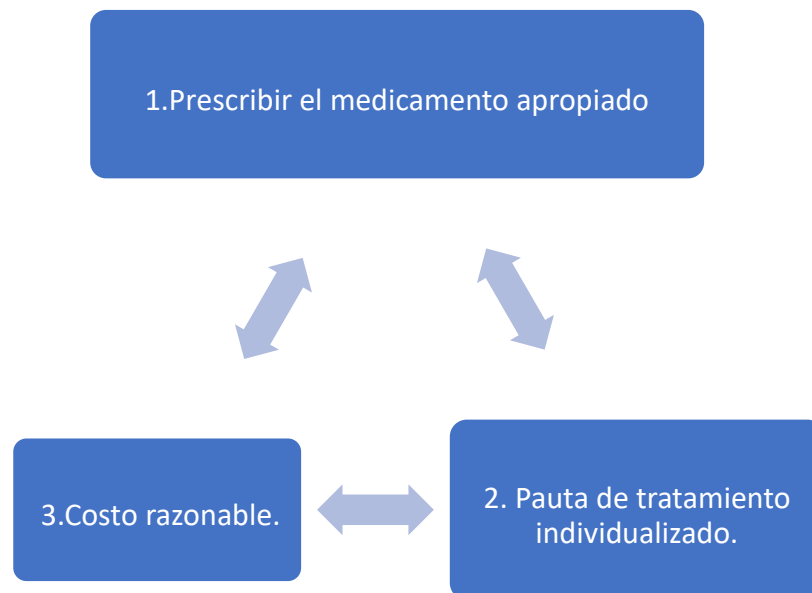 1.Prescribir el medicamento apropiado
3.Costo razonable.
2. Pauta de tratamiento
individualizado.